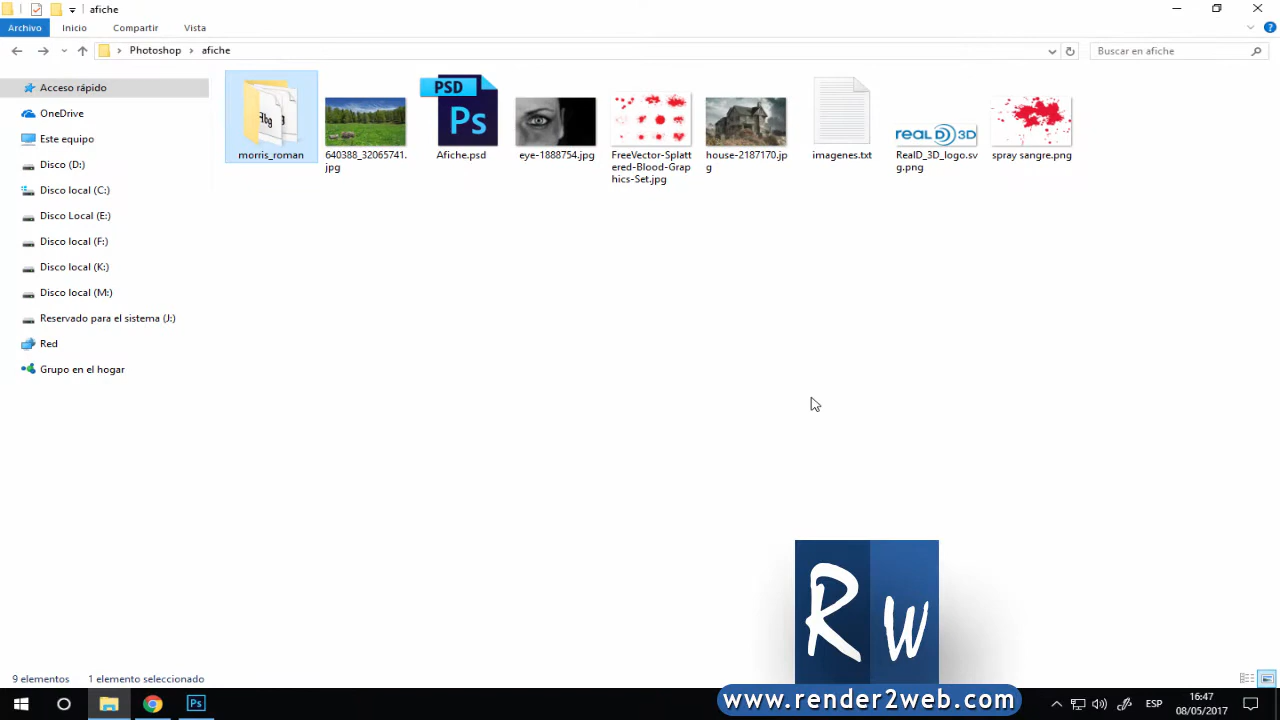 afiche
Archivo
Inicio
Compartir
Vista
Photoshop
afiche
Buscar en afiche
Acceso rápido
OneDrive
Este equipo
Disco (D:)
Disco local (C:)
Disco Local (E:)
Disco local (F:)
Disco local (K:)
Disco local (M:)
Reservado para el sistema (J:)
Red
Grupo en el hogar
Abg
morris_roman
640388_32065741.
jpg
PSD
Ps
Afiche.psd
eye-1888754.jpg
FreeVector-Splatt
ered-Blood-Grap
hics-Set.jpg
house-2187170.jp
g
imagenes.txt
REALD 3D
RealD_3D_logo.sv
g.png
spray sangre.png
9 elementos
1 elemento seleccionado
R W
www.render2web.com
Ps
ESP
16:47
08/05/2017